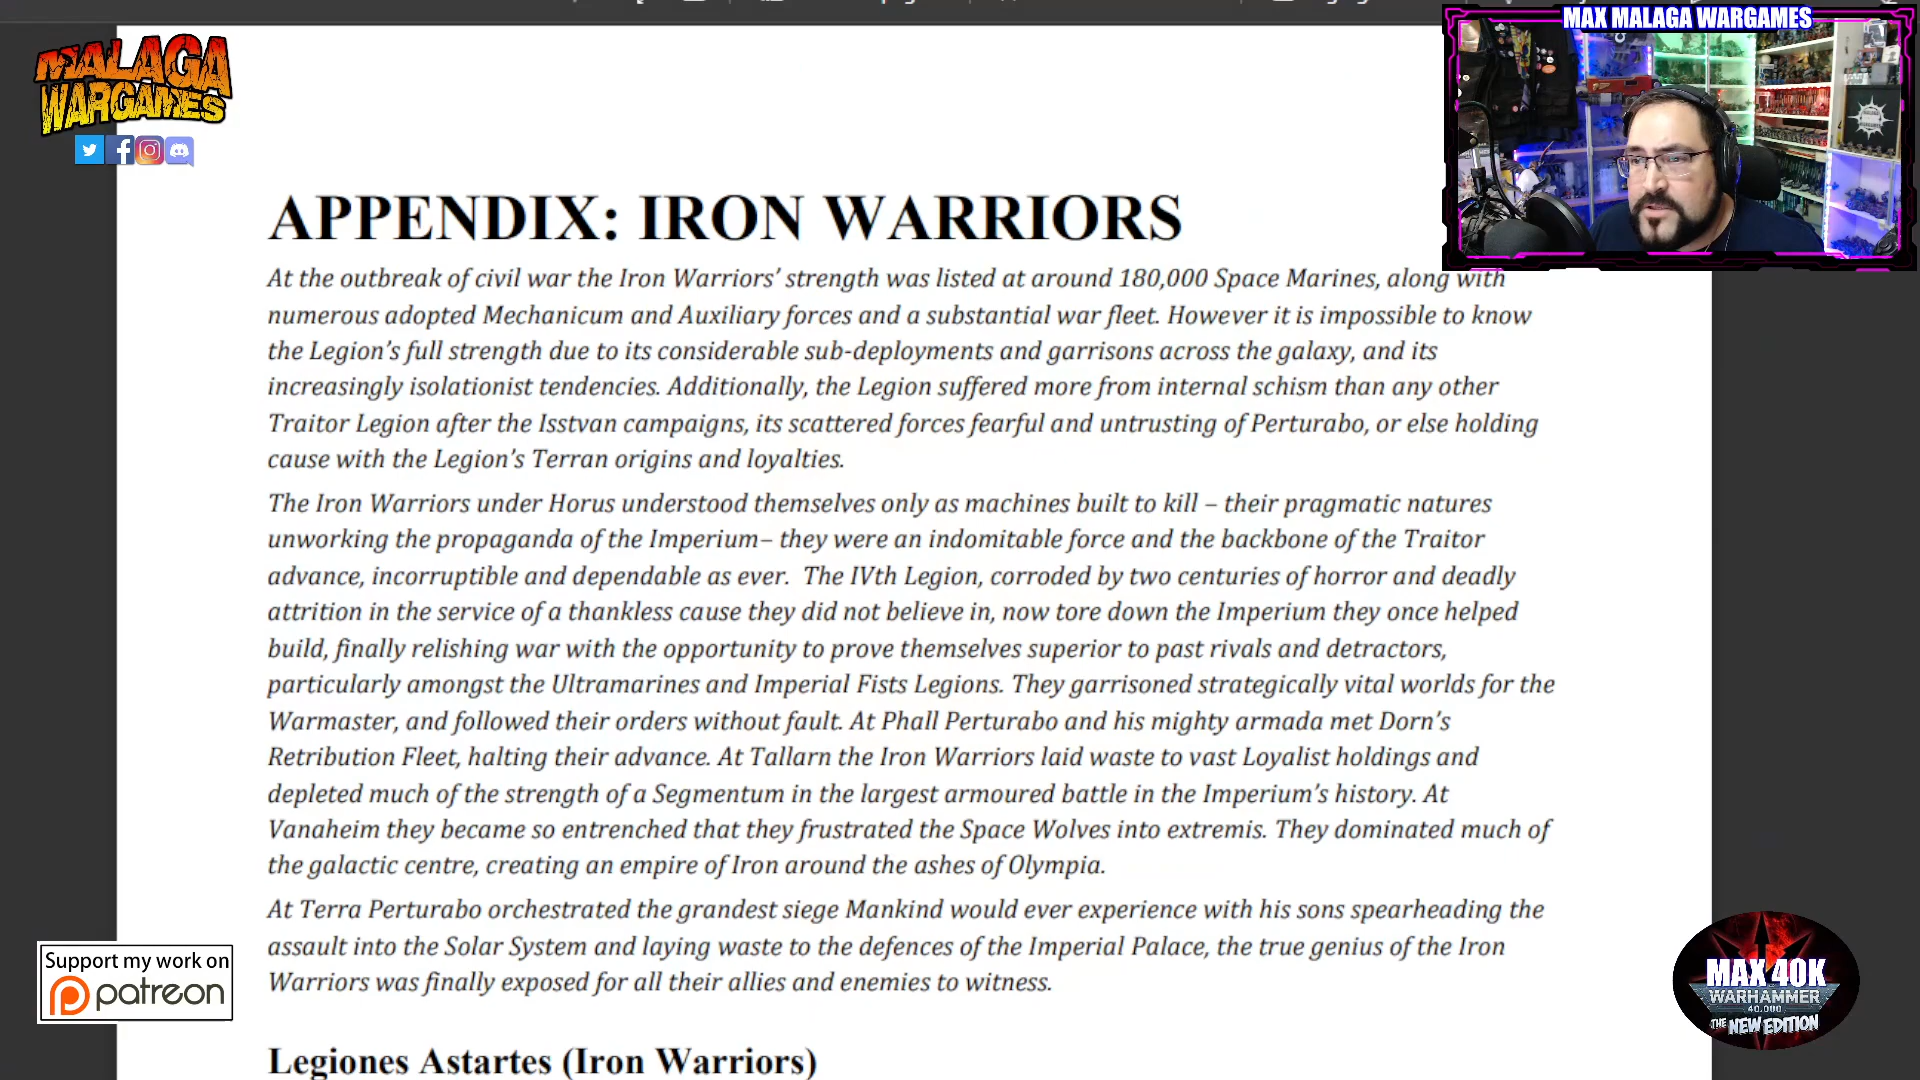 MAX MALAGA WARGAMES
MALAGA
WARGAMES
APPENDIX: IRON WARRIORS
At the outbreak of civil war the Iron Warriors’ strength was listed at around 180,000 Space Marines, along with
numerous adopted Mechanicum and Auxiliary forces and a substantial war fleet. However it is impossible to know
the Legion’s full strength due to its considerable sub-deployments and garrisons across the galaxy, and its
increasingly isolationist tendencies. Additionally, the Legion suffered more from internal schism than any other
Traitor Legion after the Isstvan campaigns, its scattered forces fearful and untrusting of Perturabo, or else holding
cause with the Legion’s Terran origins and loyalties.
The Iron Warriors under Horus understood themselves only as machines built to kill – their pragmatic natures
unworking the propaganda of the Imperium– they were an indomitable force and the backbone of the Traitor
advance, incorruptible and dependable as ever.  The IVth Legion, corroded by two centuries of horror and deadly
attrition in the service of a thankless cause they did not believe in, now tore down the Imperium they once helped
build, finally relishing war with the opportunity to prove themselves superior to past rivals and detractors,
particularly amongst the Ultramarines and Imperial Fists Legions. They garrisoned strategically vital worlds for the
Warmaster, and followed their orders without fault. At Phall Perturabo and his mighty armada met Dorn’s
Retribution Fleet, halting their advance. At Tallarn the Iron Warriors laid waste to vast Loyalist holdings and
depleted much of the strength of a Segmentum in the largest armoured battle in the Imperium’s history. At
Vanaheim they became so entrenched that they frustrated the Space Wolves into extremis. They dominated much of
the galactic centre, creating an empire of Iron around the ashes of Olympia.
At Terra Perturabo orchestrated the grandest siege Mankind would ever experience with his sons spearheading the
assault into the Solar System and laying waste to the defences of the Imperial Palace, the true genius of the Iron
Warriors was finally exposed for all their allies and enemies to witness.
Legiones Astartes (Iron Warriors)
Support my work on
patreon
MAX 40K
WARHAMMER
40,000
THE NEW EDITION